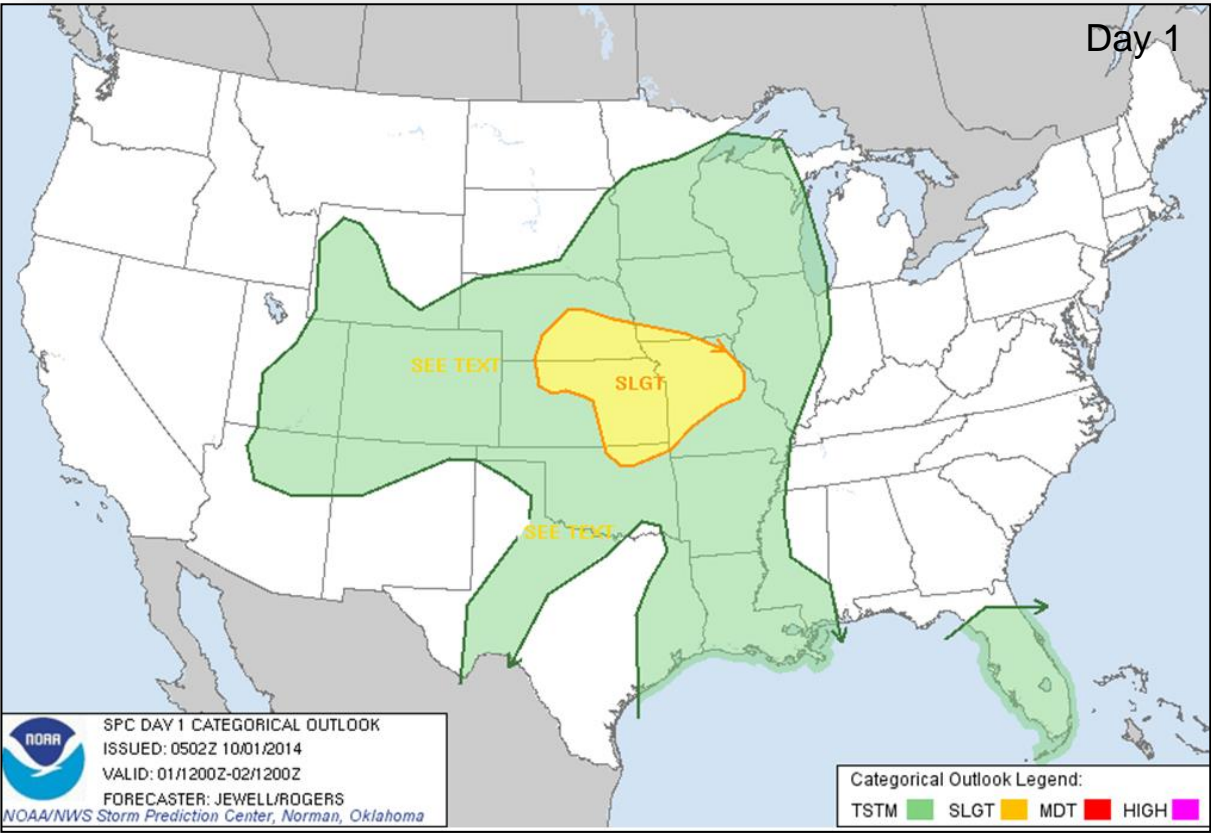 Day 1
SEE TEXT
SLGT
SEE TEXT
NOAA
SPC DAY 1 CATEGORICAL OUTLOOK
ISSUED: 0502Z 10/01/2014
VALID: 01/1200Z-02/1200Z
FORECASTER: JEWELL/ROGERS
NOAA/NWS Storm Prediction Center, Norman, Oklahoma
Categorical Outlook Legend:
TSTM SLGT MDT HIGH